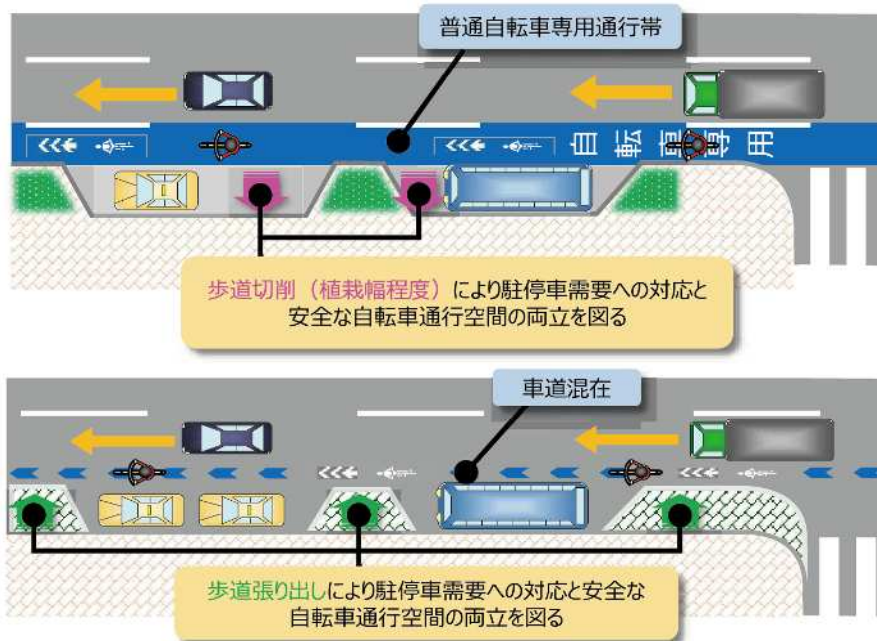 普通自転車専用通行帯
自転車専用
歩道切削（植栽幅程度）により駐停車需要への対応と
安全な自転車通行空間の両立を図る
車道混在
歩道張り出しにより駐停車需要への対応と安全な
自転車通行空間の両立を図る